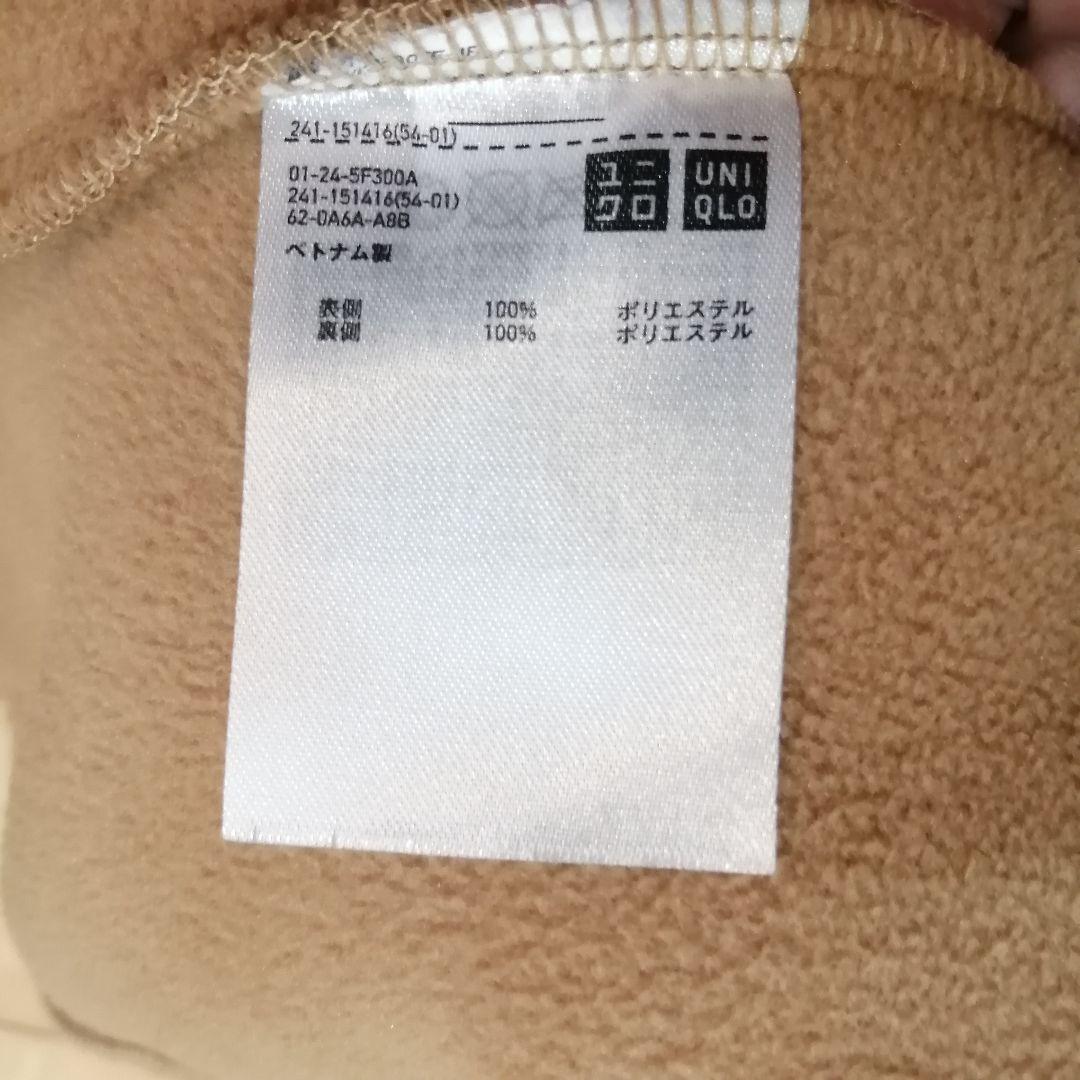 241-151416(54-01)
01-24-5F300A
241-151416(54-01)
62-0A6A-A8B
ベトナム製
ユニ
クロ
UNI
QLO
表側 100% ポリエステル
裏側 100% ポリエステル